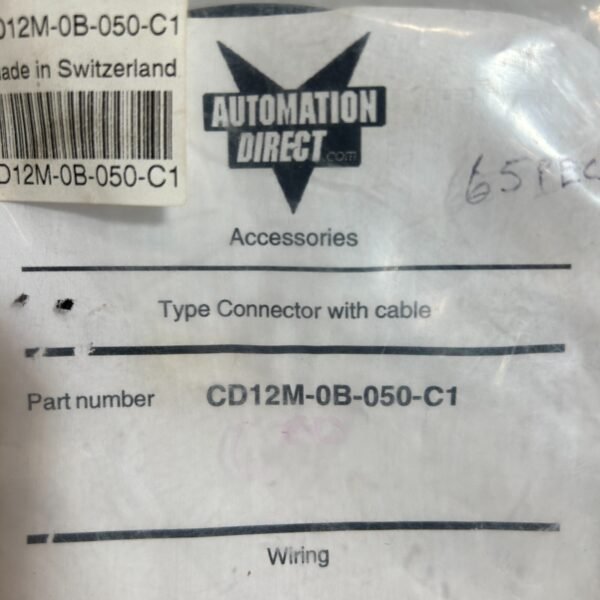 D12M-0B-050-C1
ade in Switzerland
D12M-0B-050-C1
AUTOMATION
DIRECT.com
65
Accessories
Type Connector with cable
Part number CD12M-0B-050-C1
Wiring